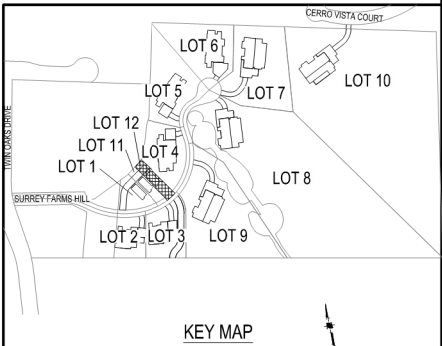 CERRO VISTA COURT
LOT 6
LOT 10
LOT 7
LOT 5
TWIN OAKS DRIVE
LOT 12
LOT 11
LOT 4
LOT 1
LOT 8
SURREY FARMS HILL
LOT 2
LOT 3
LOT 9
KEY MAP